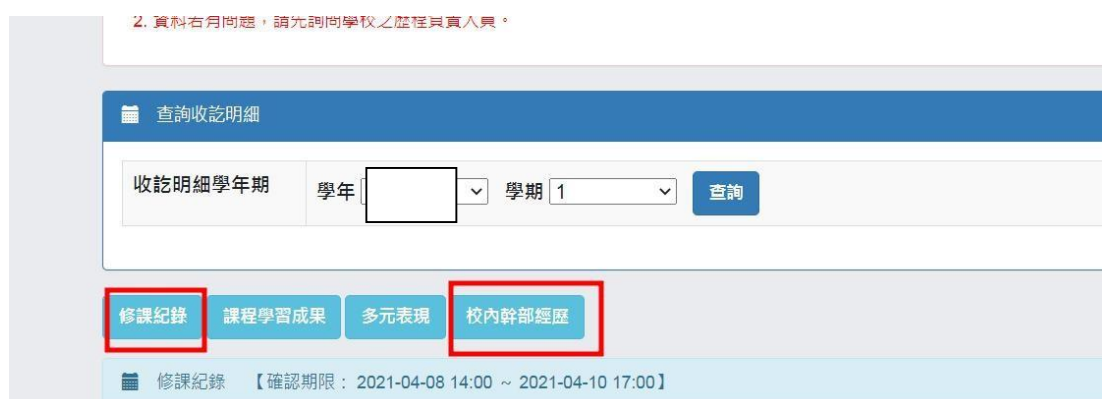 2. 資料若有問題，請先詢問學校之歷程負責人員。
查詢收訖明細
收訖明細學年期 學年 學期 1 查詢
修課紀錄 課程學習成果 多元表現 校內幹部經歷
修課紀錄 【確認期限：2021-04-08 14:00 ~ 2021-04-10 17:00】